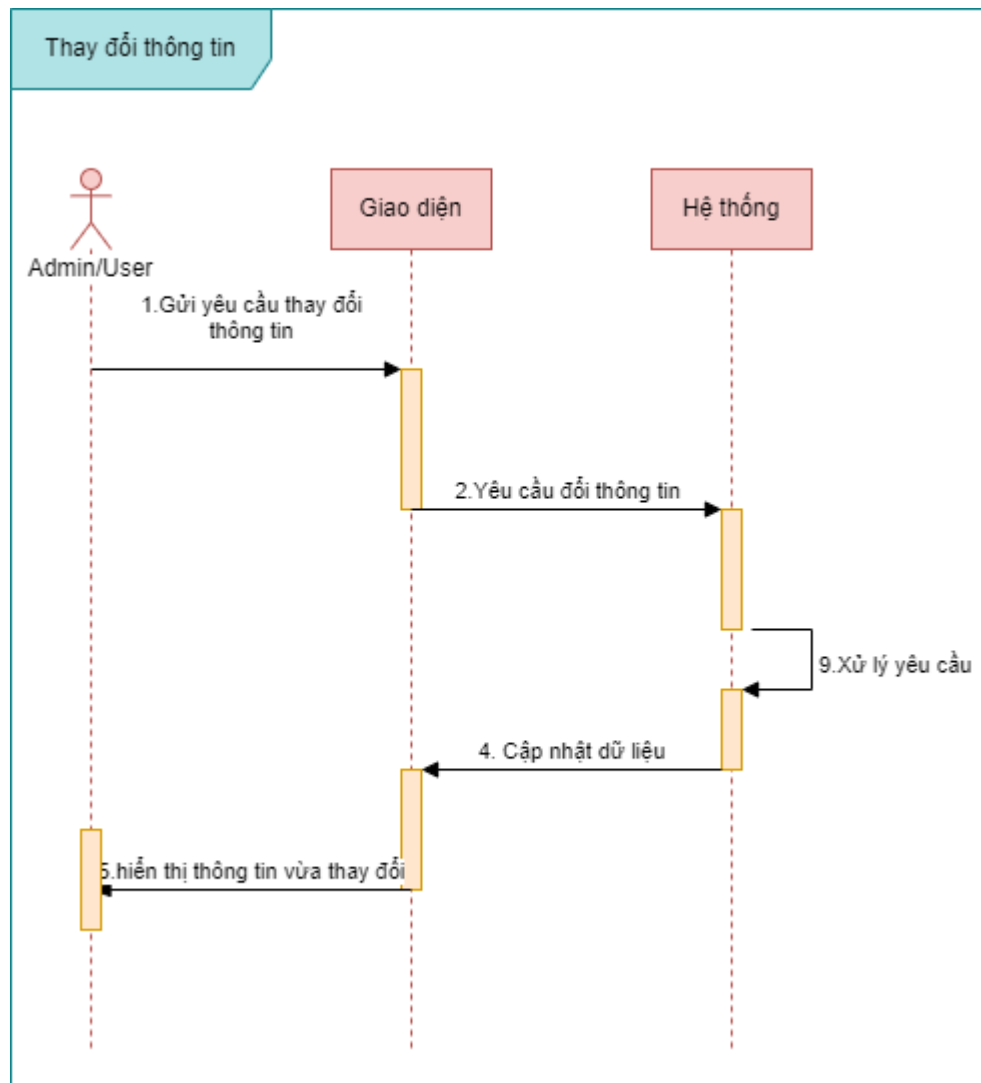 Thay đổi thông tin
Giao diện
Hệ thống
Admin/User
1.Gửi yêu cầu thay đổi
thông tin
2.Yêu cầu đổi thông tin
9.Xử lý yêu cầu
4. Cập nhật dữ liệu
5.hiển thị thông tin vừa thay đổi